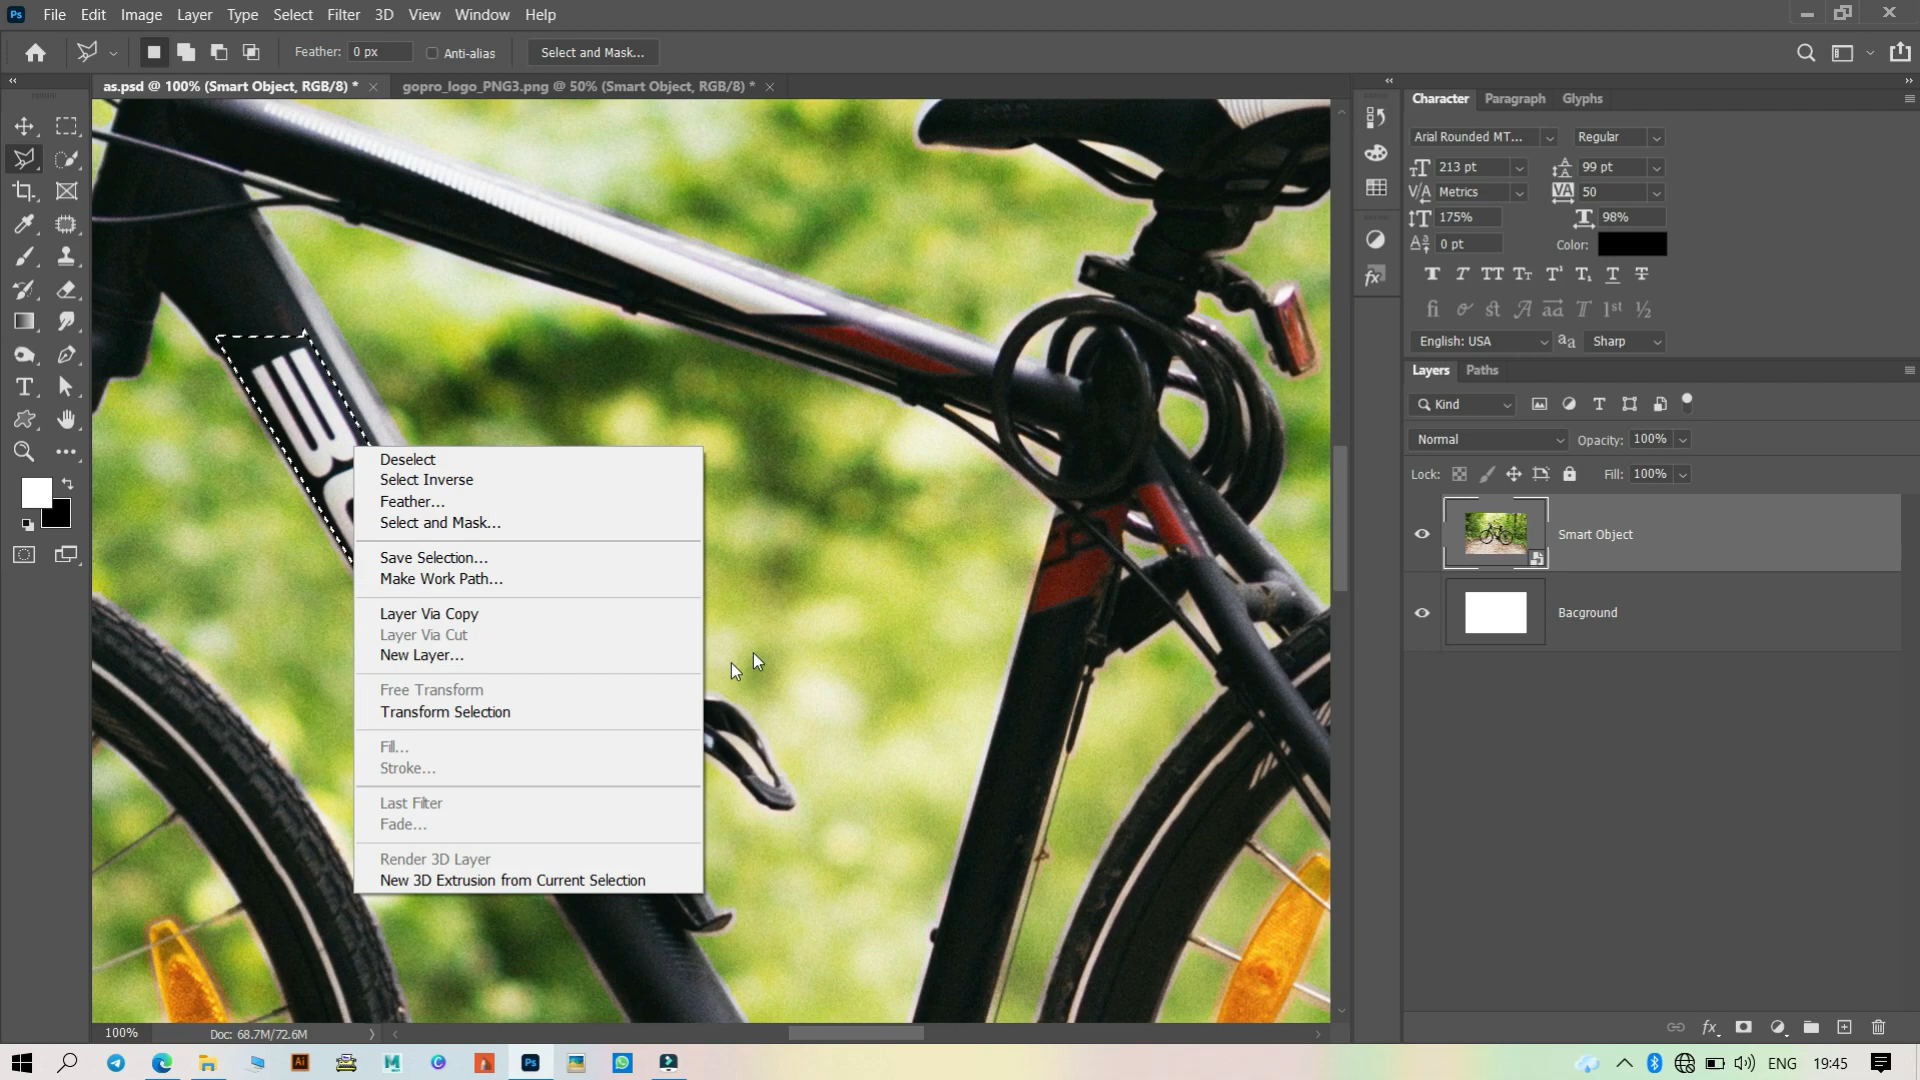 Ps File Edit Image Layer Type Select Filter 3D View Window Help
Feather: 0 px Anti-alias Select and Mask...
as.psd @ 100% (Smart Object, RGB/8) * gopro_logo_PNG3.png @ 50% (Smart Object, RGB/8) *
Character Paragraph Glyphs
Arial Rounded MT... Regular
213 pt 99 pt
Metrics 50
175% 98%
0 pt Color:
English: USA Sharp
Layers Paths
Kind
Normal Opacity: 100%
Lock: Fill: 100%
Smart Object
Bacground
Deselect
Select Inverse
Feather...
Select and Mask...
Save Selection...
Make Work Path...
Layer Via Copy
Layer Via Cut
New Layer...
Free Transform
Transform Selection
Fill...
Stroke...
Last Filter
Fade...
Render 3D Layer
New 3D Extrusion from Current Selection
100% Doc: 68.7M/72.6M
Ai M Ps ENG 19:45